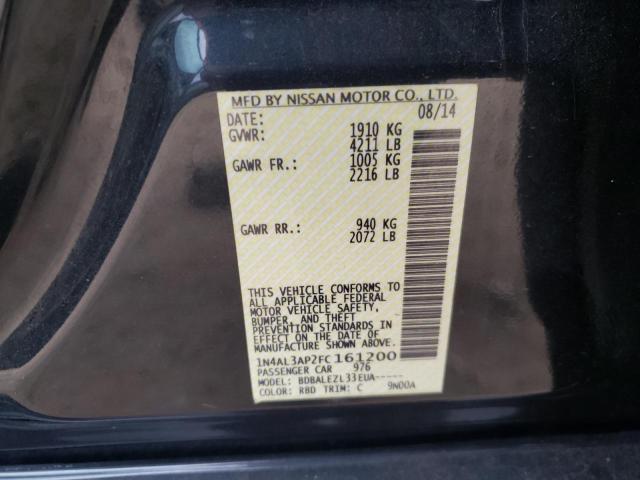 MFD BY NISSAN MOTOR CO., LTD.
DATE: 08/14
GVWR: 1910 KG
4211 LB
GAWR FR.: 1005 KG
2216 LB
GAWR RR.: 940 KG
2072 LB
THIS VEHICLE CONFORMS TO
ALL APPLICABLE FEDERAL
MOTOR VEHICLE SAFETY,
BUMPER, AND THEFT
PREVENTION STANDARDS IN
EFFECT ON THE DATE OF
MANUFACTURE SHOWN ABOVE.
1N4AL3AP2FC161200
PASSENGER CAR 976
MODEL: BDBALEZL33EUA-----
COLOR: RBD TRIM: C 9N00A